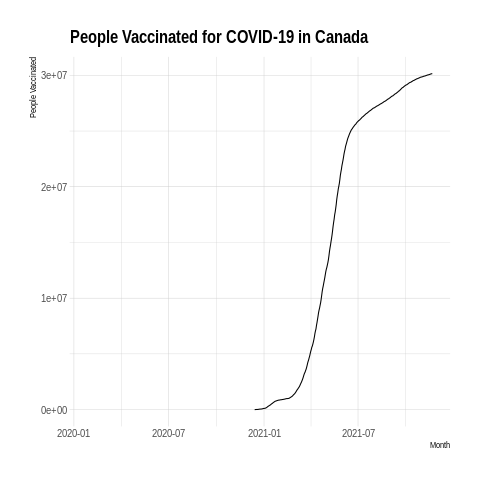 People Vaccinated for COVID-19 in Canada
People Vaccinated
3e+07
2e+07
1e+07
0e+00
2020-01 2020-07 2021-01 2021-07
Month